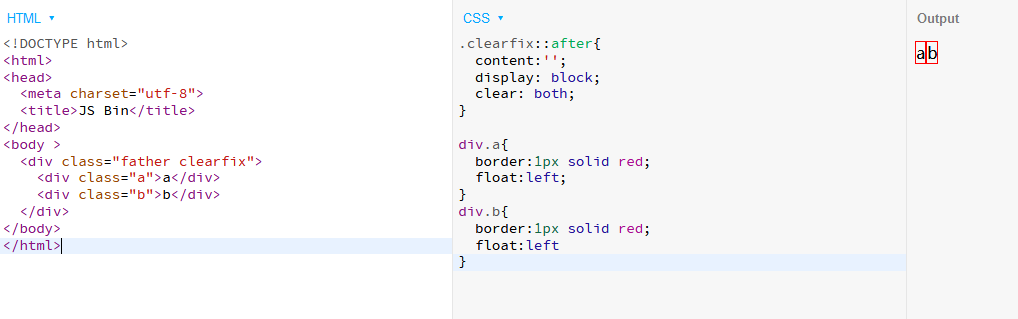 HTML ▾
<!DOCTYPE html>
<html>
<head>
  <meta charset="utf-8">
  <title>JS Bin</title>
</head>
<body >
  <div class="father clearfix">
    <div class="a">a</div>
    <div class="b">b</div>
  </div>
</body>
</html>
CSS ▾
.clearfix::after{
  content:'';
  display: block;
  clear: both;
}

div.a{
  border:1px solid red;
  float:left;
}
div.b{
  border:1px solid red;
  float:left
}
Output
ab